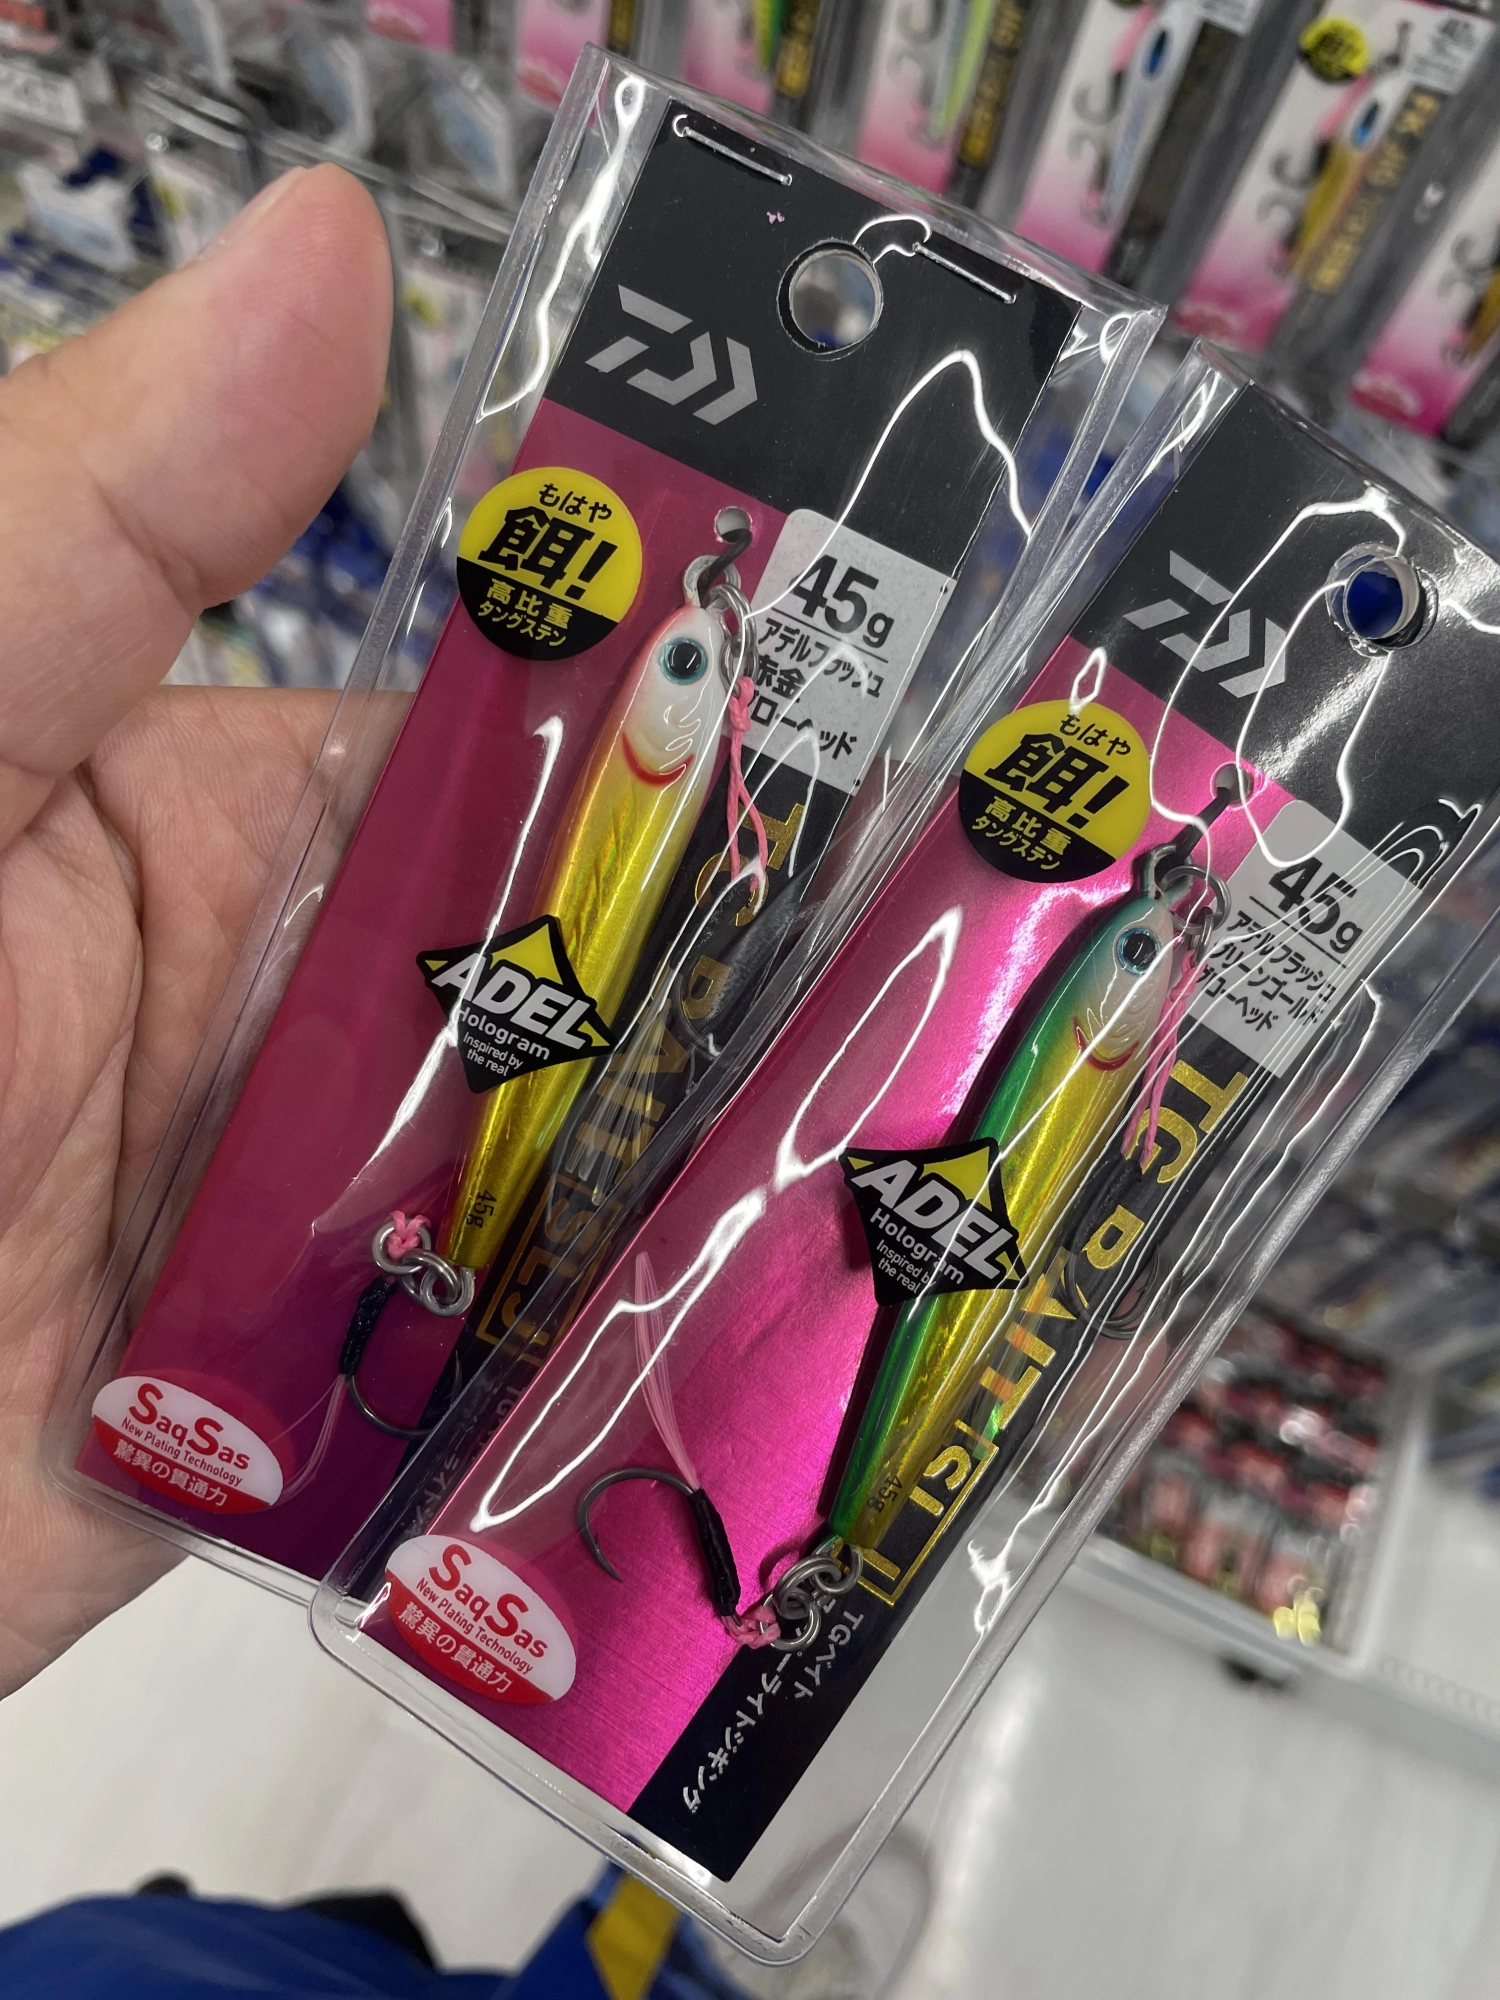 もはや
餌!
高比重
タングステン
45g
アデルフラッシュ
赤金
グローヘッド
TG BAIT SLJ
ADEL
Hologram
Inspired by
the real
45g
SaqSas
New Plating Technology
驚異の貫通力
もはや
餌!
高比重
タングステン
45g
アデルフラッシュ
グリーンゴールド
グローヘッド
TG BAIT SLJ
ADEL
Hologram
Inspired by
the real
45g
SaqSas
New Plating Technology
驚異の貫通力
TGベイト
ライトジギング